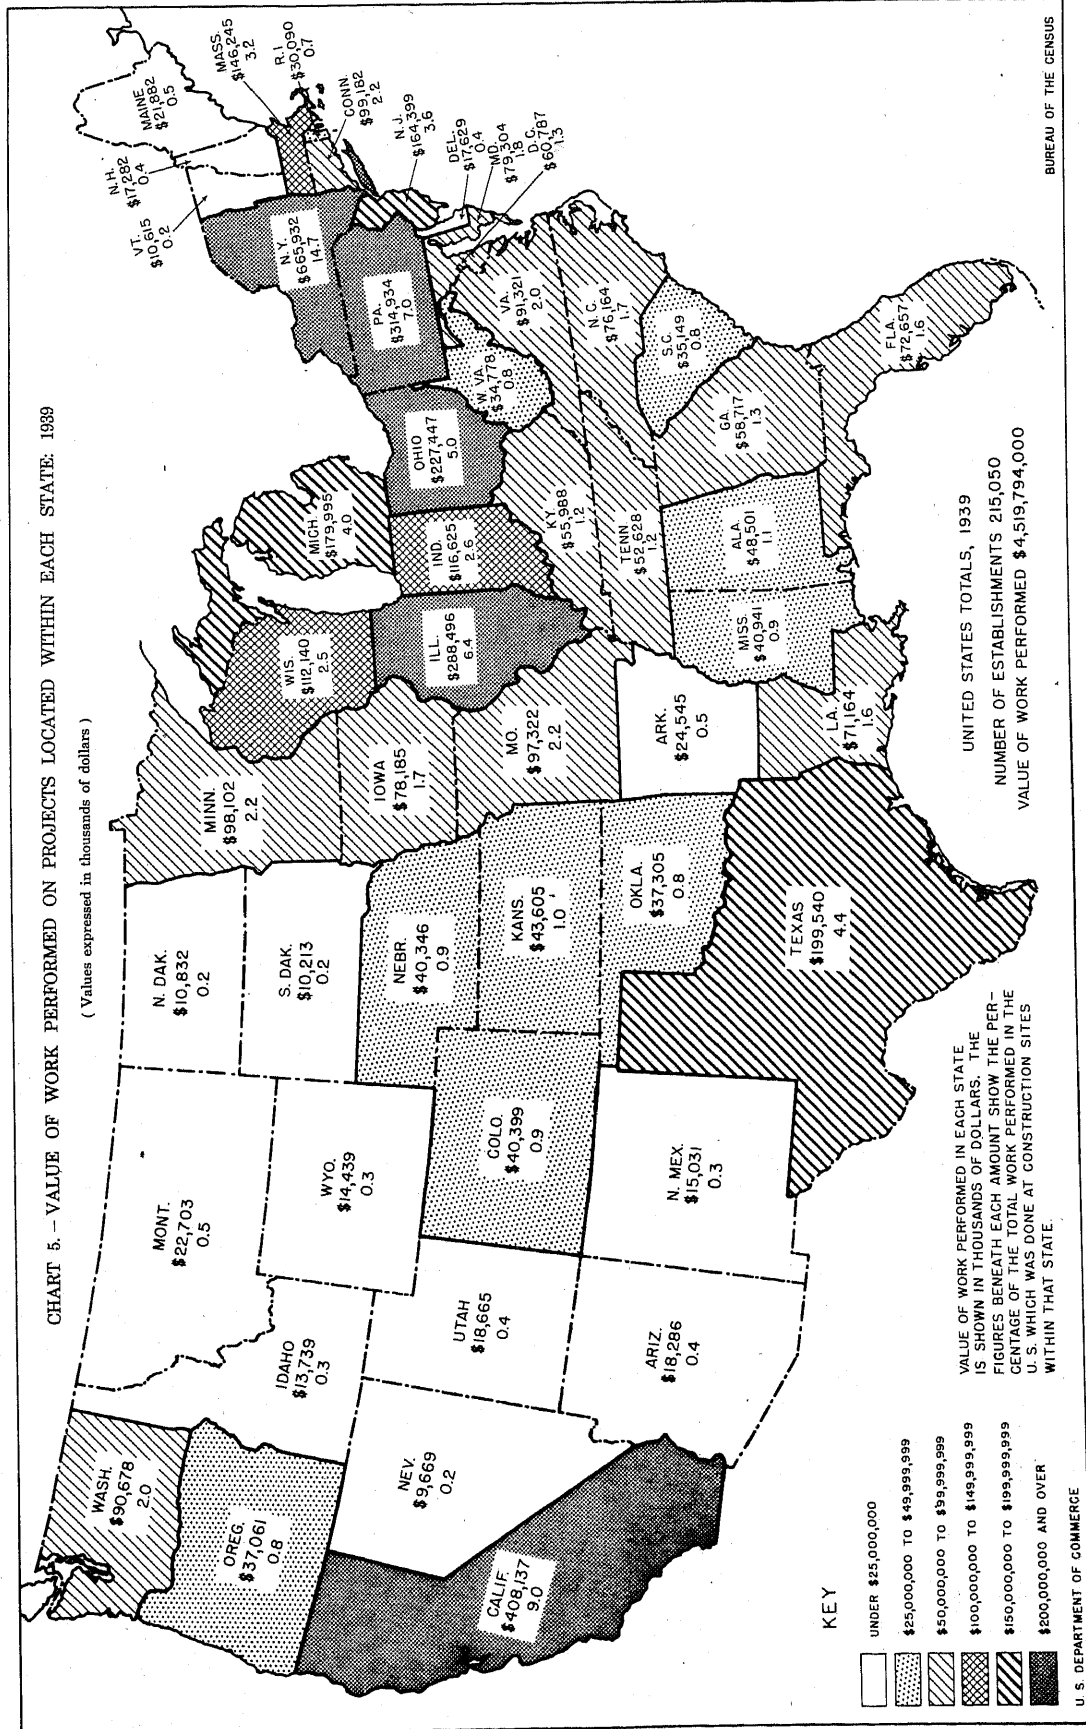 CHART 5. – VALUE OF WORK PERFORMED ON PROJECTS LOCATED WITHIN EACH STATE: 1939
( Values expressed in thousands of dollars )
WASH.
$90,678
2.0
OREG.
$37,061
0.8
CALIF.
$408,137
9.0
NEV.
$9,669
0.2
IDAHO
$13,739
0.3
MONT.
$22,703
0.5
WYO.
$14,439
0.3
UTAH
$18,665
0.4
ARIZ.
$18,286
0.4
COLO.
$40,399
0.9
N. MEX.
$15,031
0.3
N. DAK.
$10,832
0.2
S. DAK.
$10,213
0.2
NEBR.
$40,346
0.9
KANS.
$43,605
1.0
OKLA.
$37,305
0.8
TEXAS
$199,540
4.4
MINN.
$98,102
2.2
IOWA
$78,185
1.7
MO.
$97,322
2.2
ARK.
$24,545
0.5
LA.
$71,164
1.6
WIS.
$112,140
2.5
ILL.
$288,496
6.4
MICH.
$179,995
4.0
IND.
$116,625
2.6
OHIO
$227,447
5.0
KY.
$55,988
1.2
TENN.
$52,628
1.2
MISS.
$40,941
0.9
ALA.
$48,501
1.1
GA.
$58,717
1.3
FLA.
$72,657
1.6
S.C.
$35,149
0.8
N. C.
$76,164
1.7
VA.
$91,321
2.0
W. VA.
$34,778
0.8
PA.
$314,934
7.0
N.Y.
$665,932
14.7
VT.
$10,615
0.2
N.H.
$17,282
0.4
MAINE
$21,882
0.5
MASS.
$146,245
3.2
R.I
$30,090
0.7
CONN.
$99,182
2.2
N.J.
$164,399
3.6
DEL.
$17,629
0.4
MD.
$79,304
1.8
D.C.
$60,787
1.3
KEY
UNDER $25,000,000
$25,000,000 TO $49,999,999
$50,000,000 TO $99,999,999
$100,000,000 TO $149,999,999
$150,000,000 TO $199,999,999
$200,000,000 AND OVER
VALUE OF WORK PERFORMED IN EACH STATE
IS SHOWN IN THOUSANDS OF DOLLARS. THE
FIGURES BENEATH EACH AMOUNT SHOW THE PER-
CENTAGE OF THE TOTAL WORK PERFORMED IN THE
U. S. WHICH WAS DONE AT CONSTRUCTION SITES
WITHIN THAT STATE.
UNITED STATES TOTALS, 1939
NUMBER OF ESTABLISHMENTS 215,050
VALUE OF WORK PERFORMED $4,519,794,000
U. S. DEPARTMENT OF COMMERCE
BUREAU OF THE CENSUS